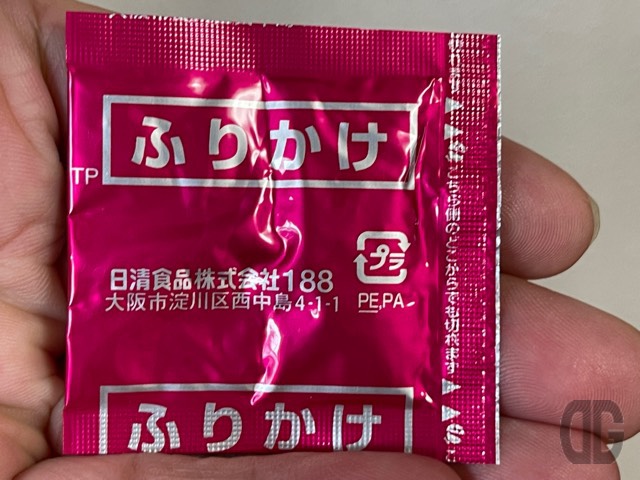 ふりかけ
TP
日清食品株式会社188
大阪市淀川区西中島4-1-1
プラ
PE,PA
ふりかけ
こちら側のどこからでも切れます
DG